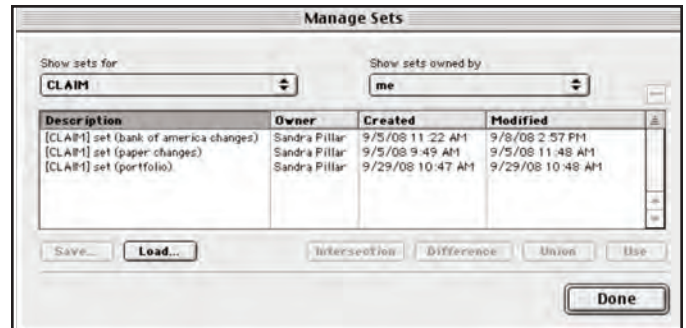 Manage Sets
Show sets for Show sets owned by
CLAIM me
Description Owner Created Modified
[CLAIM] set (bank of america changes) Sandra Pillar 9/5/08 11:22 AM 9/8/08 2:57 PM
[CLAIM] set (paper changes) Sandra Pillar 9/5/08 9:49 AM 9/5/08 11:48 AM
[CLAIM] set (portfolio) Sandra Pillar 9/29/08 10:47 AM 9/29/08 10:48 AM
Save... Load... Intersection Difference Union Use
Done